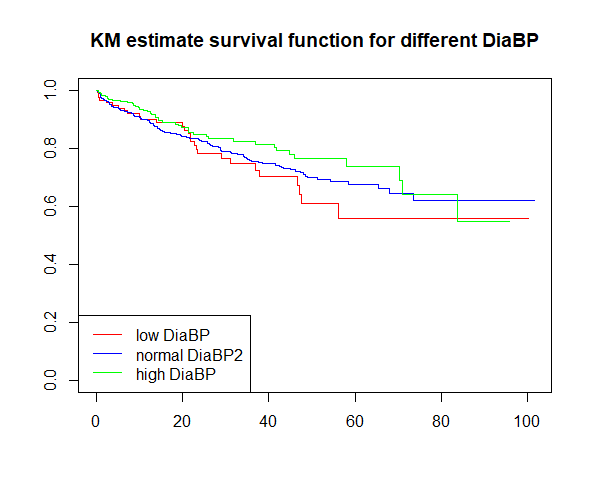 KM estimate survival function for different DiaBP
1.0
0.8
0.6
0.4
0.2
0.0
low DiaBP
normal DiaBP2
high DiaBP
0 20 40 60 80 100